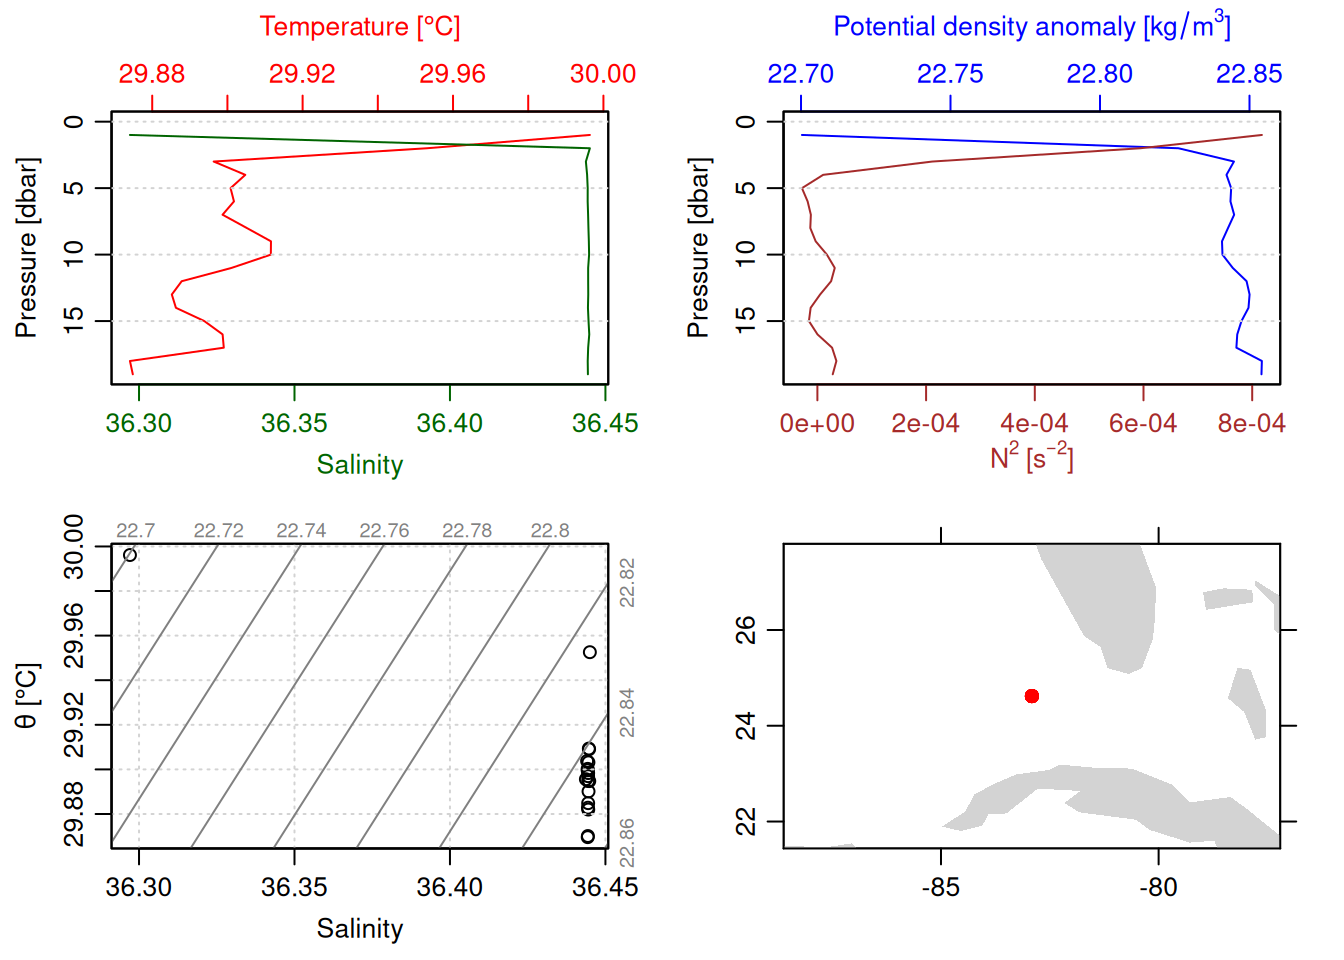 Temperature [°C]
29.88 29.92 29.96 30.00
0
5
10
15
Pressure [dbar]
36.30 36.35 36.40 36.45
Salinity
Potential density anomaly [kg/m³]
22.70 22.75 22.80 22.85
0
5
10
15
Pressure [dbar]
0e+00 2e-04 4e-04 6e-04 8e-04
N² [s⁻²]
22.7 22.72 22.74 22.76 22.78 22.8
22.82
22.84
22.86
30.00
29.96
29.92
29.88
θ [°C]
36.30 36.35 36.40 36.45
Salinity
26
24
22
-85 -80